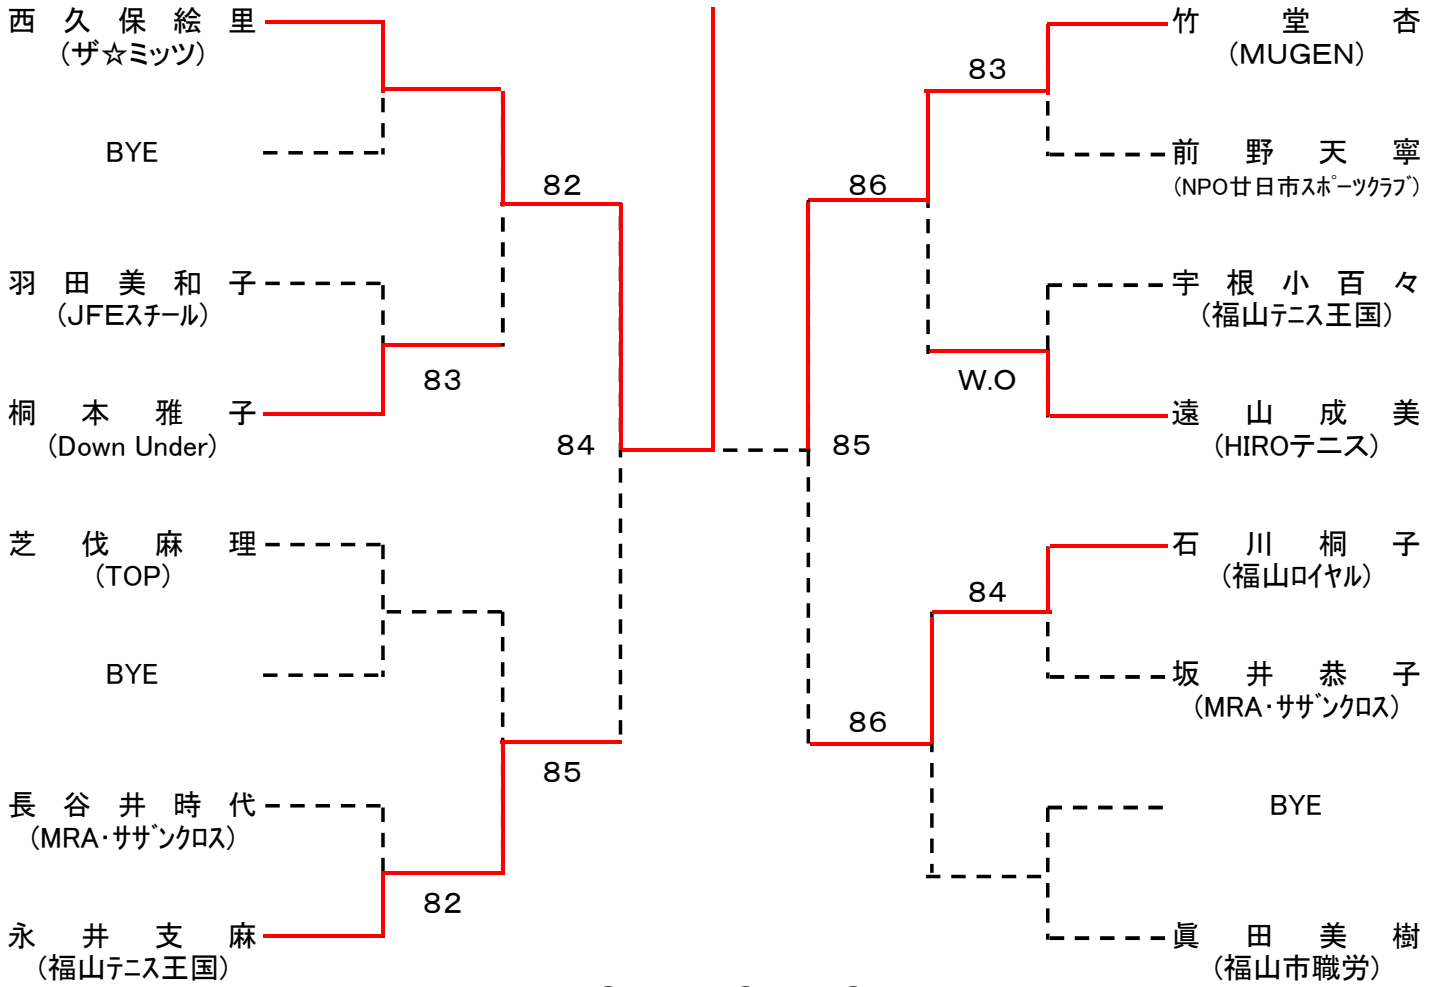 西久保絵里
(ザ☆ミッツ)
BYE
82
羽田美和子
(JFEｽﾁｰﾙ)
83
桐本雅子
(Down Under)
84
芝伐麻理
(TOP)
BYE
85
長谷井時代
(MRA・ｻｻﾞﾝｸﾛｽ)
82
永井支麻
(福山ﾃﾆｽ王国)
竹堂杏
(MUGEN)
83
前野天寧
(NPO廿日市ｽﾎﾟｰﾂｸﾗﾌﾞ)
86
宇根小百々
(福山ﾃﾆｽ王国)
W.O
遠山成美
(HIROテニス)
85
石川桐子
(福山ﾛｲﾔﾙ)
84
坂井恭子
(MRA・ｻｻﾞﾝｸﾛｽ)
86
BYE
眞田美樹
(福山市職労)